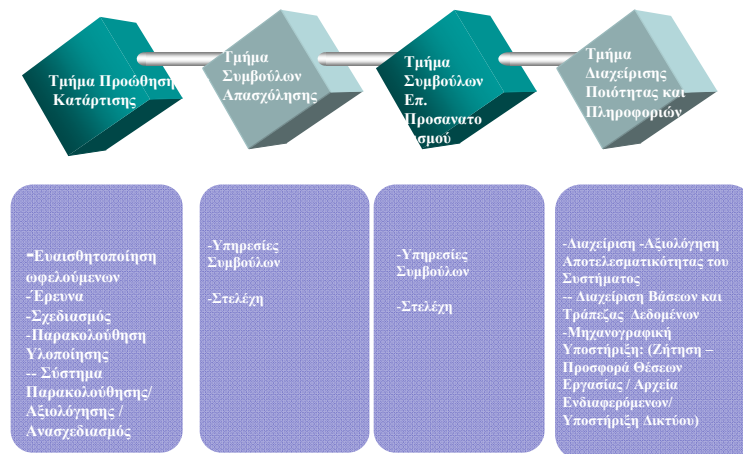 Τμήμα Προώθηση
Κατάρτισης
Τμήμα
Συμβούλων
Απασχόλησης
Τμήμα
Συμβούλων
Επ.
Προσανατο
ισμού
Τμήμα
Διαχείρισης
Ποιότητας και
Πληροφοριών
-Ευαισθητοποίηση
ωφελούμενων
-Έρευνα
-Σχεδιασμός
-Παρακολούθηση
Υλοποίησης
-- Σύστημα
Παρακολούθησης/
Αξιολόγησης /
Ανασχεδιασμός
-Υπηρεσίες
Συμβούλων
-Στελέχη
-Υπηρεσίες
Συμβούλων
-Στελέχη
-Διαχείριση -Αξιολόγηση
Αποτελεσματικότητας του
Συστήματος
-- Διαχείριση Βάσεων και
Τράπεζας Δεδομένων
-Μηχανογραφική
Υποστήριξη: (Ζήτηση –
Προσφορά Θέσεων
Εργασίας / Αρχεία
Ενδιαφερόμενων/
Υποστήριξη Δικτύου)